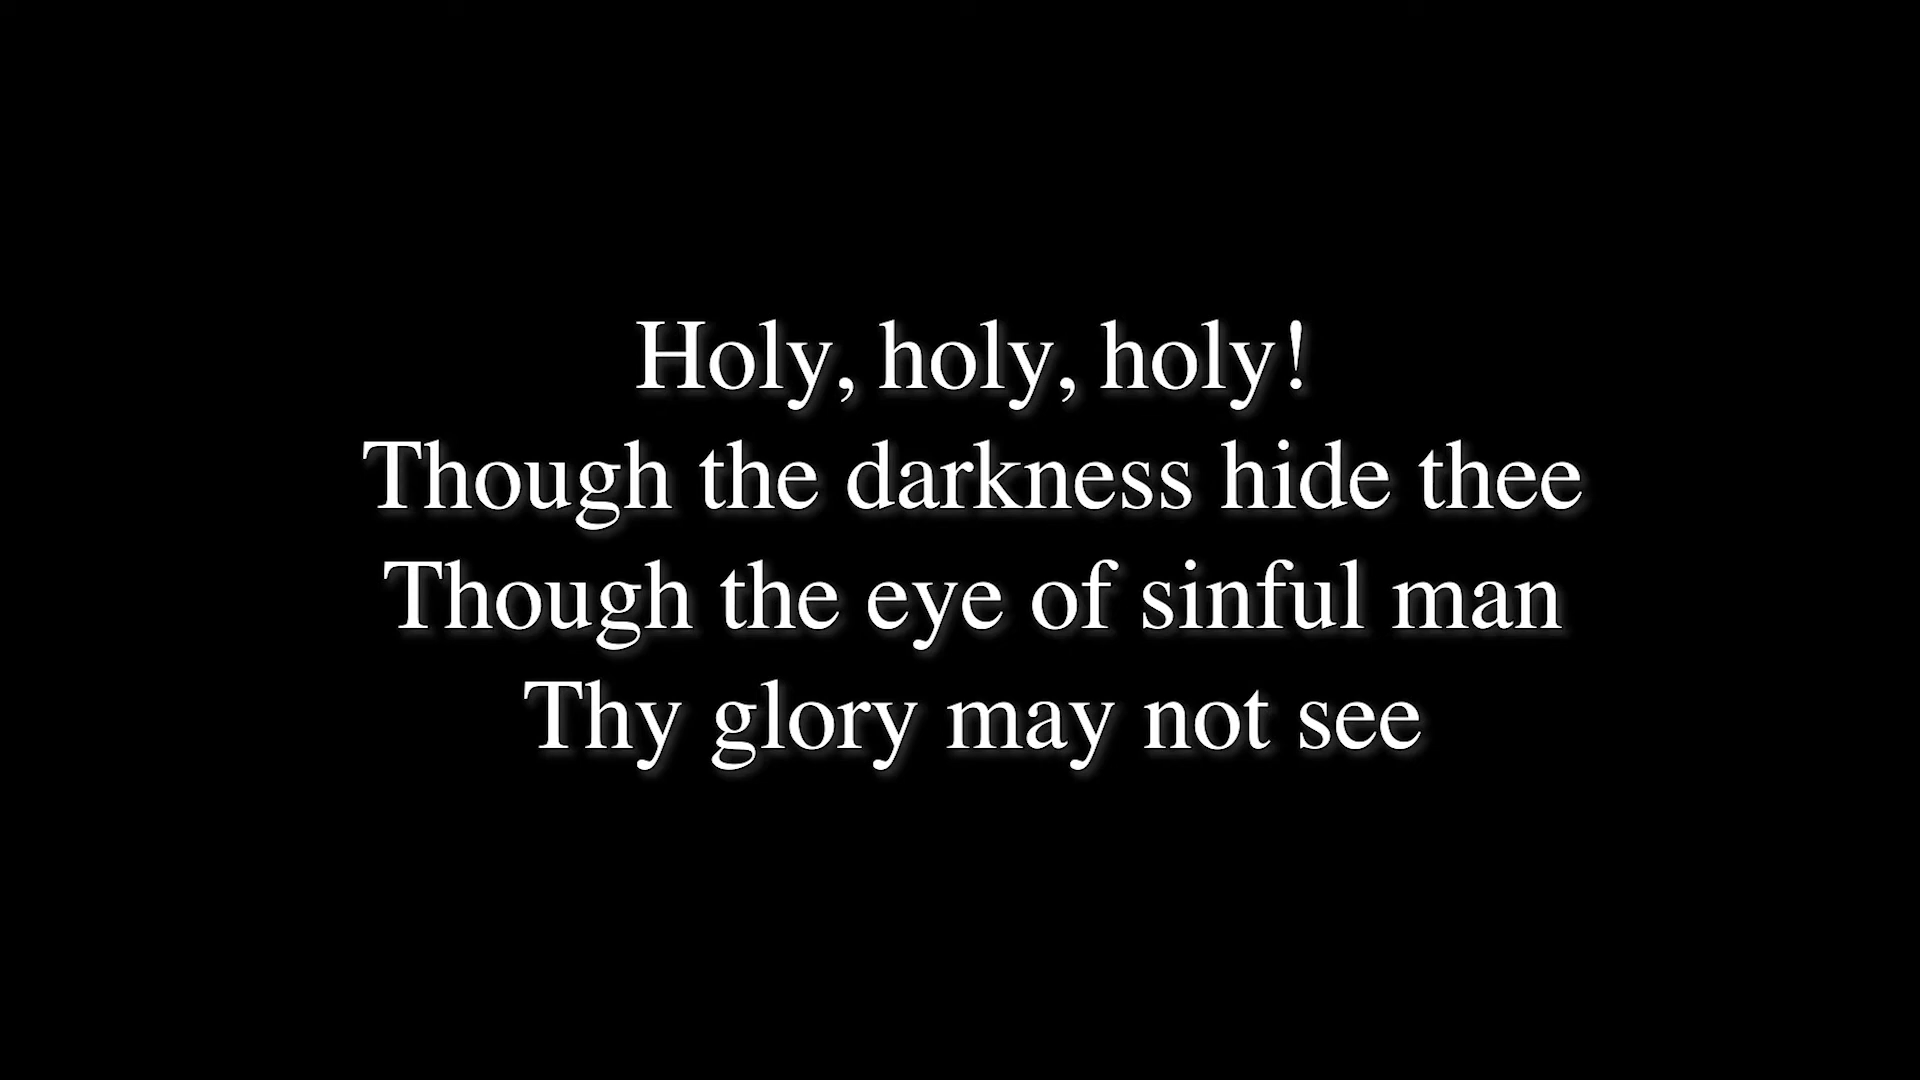 Holy, holy, holy!
Though the darkness hide thee
Though the eye of sinful man
Thy glory may not see